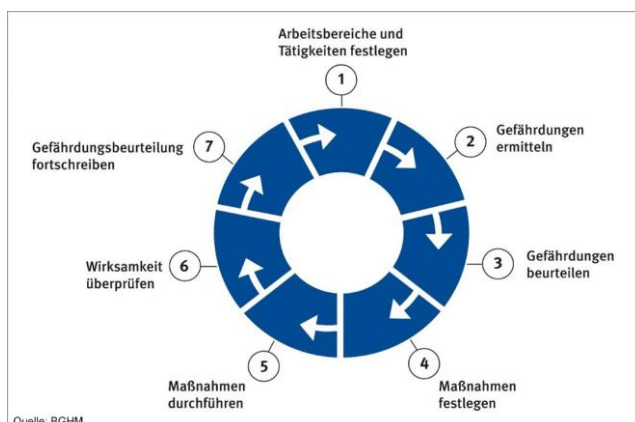 Arbeitsbereiche und
Tätigkeiten festlegen
1
2
Gefährdungen
ermitteln
3
Gefährdungen
beurteilen
4
Maßnahmen
festlegen
5
Maßnahmen
durchführen
6
Wirksamkeit
überprüfen
7
Gefährdungsbeurteilung
fortschreiben
Quelle: BGHM